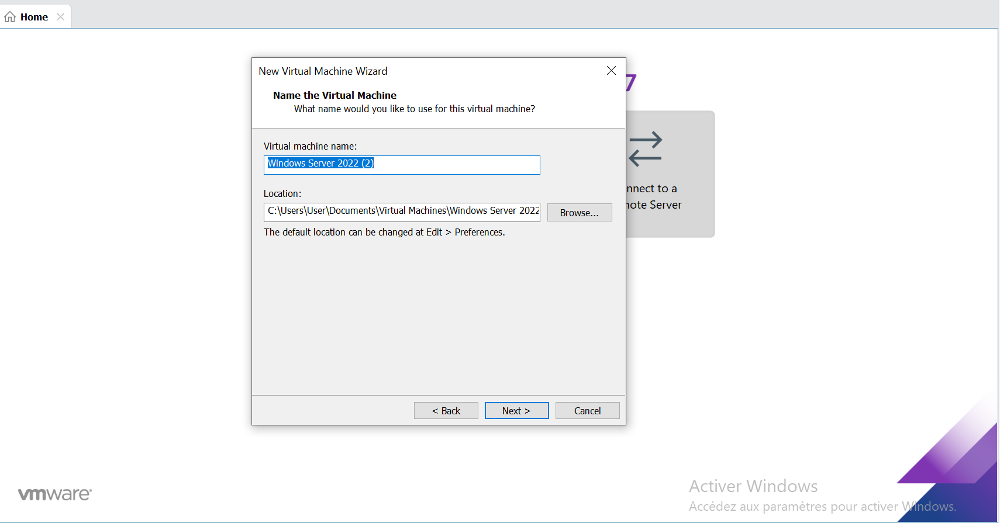 Home
New Virtual Machine Wizard
7
Name the Virtual Machine
What name would you like to use for this virtual machine?
Virtual machine name:
Windows Server 2022 (2)
Location:
C:\Users\User\Documents\Virtual Machines\Windows Server 2022
Browse...
The default location can be changed at Edit > Preferences.
nnect to a
note Server
< Back
Next >
Cancel
vmware
Activer Windows
Accédez aux paramètres pour activer Windows.